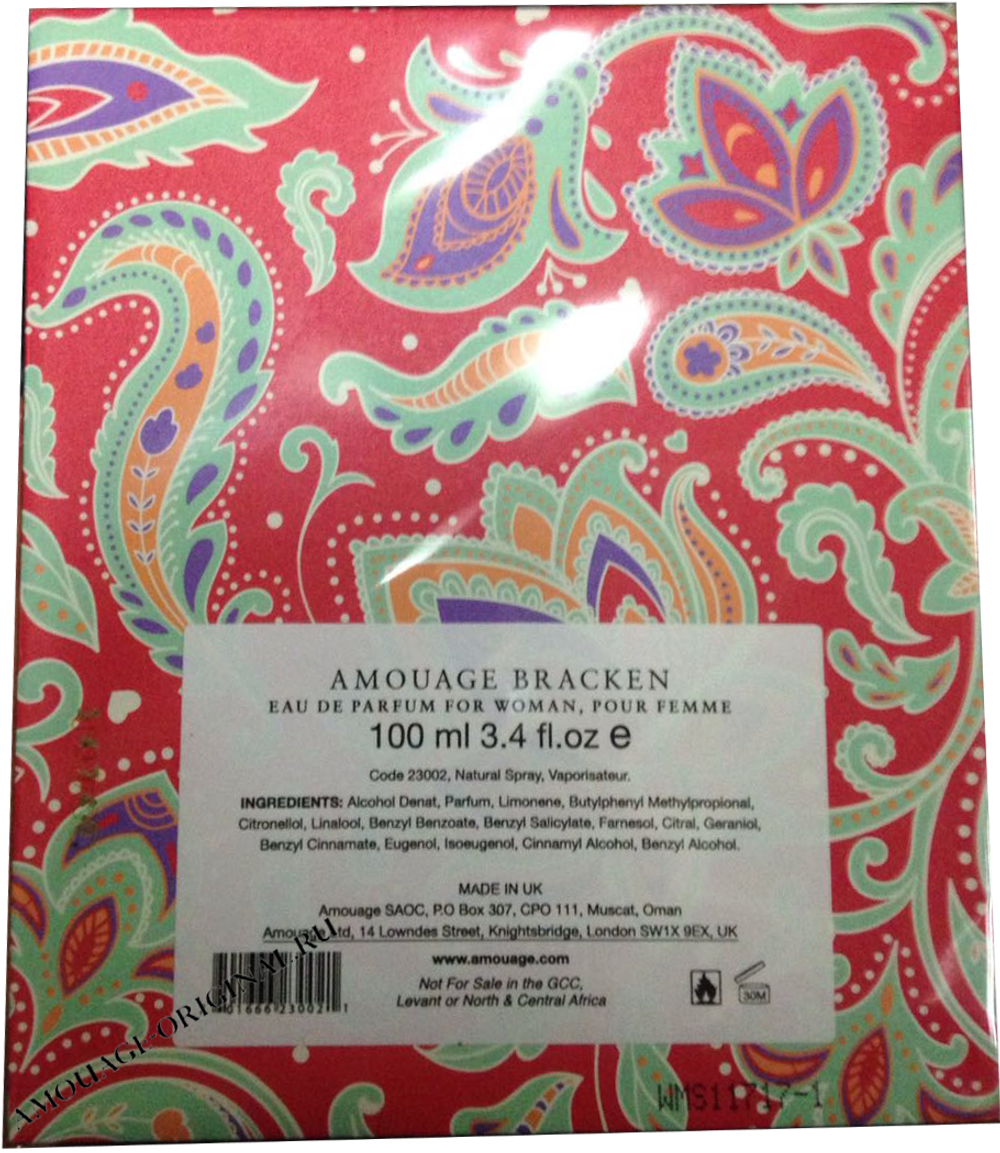 AMOUAGE BRACKEN
EAU DE PARFUM FOR WOMAN, POUR FEMME
100 ml 3.4 fl.oz e
Code 23002, Natural Spray, Vaporisateur.
INGREDIENTS: Alcohol Denat, Parfum, Limonene, Butylphenyl Methylpropional,
Citronellol, Linalool, Benzyl Benzoate, Benzyl Salicylate, Farnesol, Citral, Geraniol,
Benzyl Cinnamate, Eugenol, Isoeugenol, Cinnamyl Alcohol, Benzyl Alcohol.
MADE IN UK
Amouage SAOC, P.O Box 307, CPO 111, Muscat, Oman
Amouage Ltd, 14 Lowndes Street, Knightsbridge, London SW1X 9EX, UK
www.amouage.com
Not For Sale in the GCC,
Levant or North & Central Africa
30M
AMOUAGE-ORIGINAL.RU
WMS11717-1